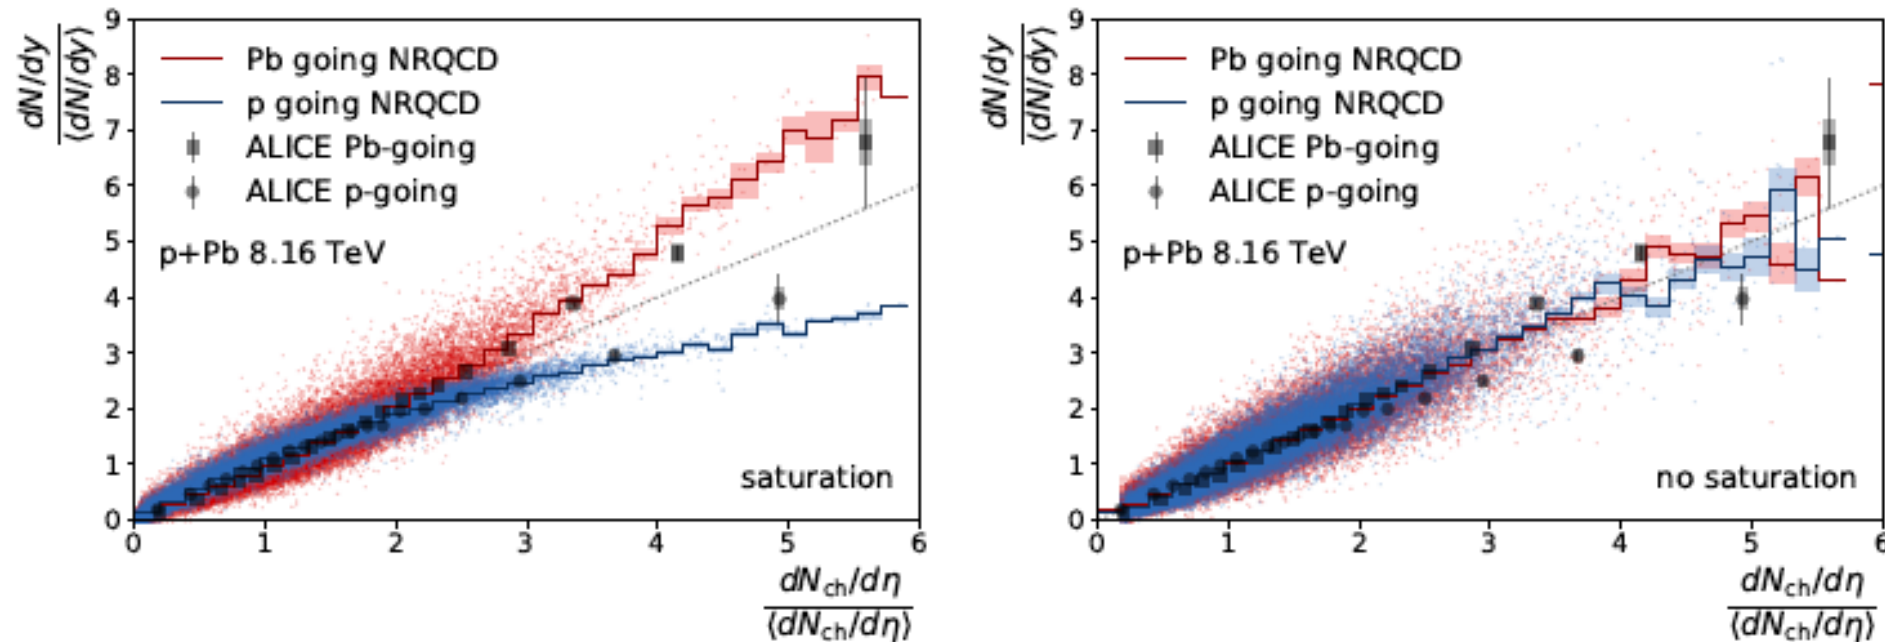 dN/dy
⟨dN/dy⟩
9
8
7
6
5
4
3
2
1
0
Pb going NRQCD
p going NRQCD
ALICE Pb-going
ALICE p-going
p+Pb 8.16 TeV
saturation
0 1 2 3 4 5 6
dN_ch/dη
⟨dN_ch/dη⟩
dN/dy
⟨dN/dy⟩
9
8
7
6
5
4
3
2
1
0
Pb going NRQCD
p going NRQCD
ALICE Pb-going
ALICE p-going
p+Pb 8.16 TeV
no saturation
0 1 2 3 4 5 6
dN_ch/dη
⟨dN_ch/dη⟩